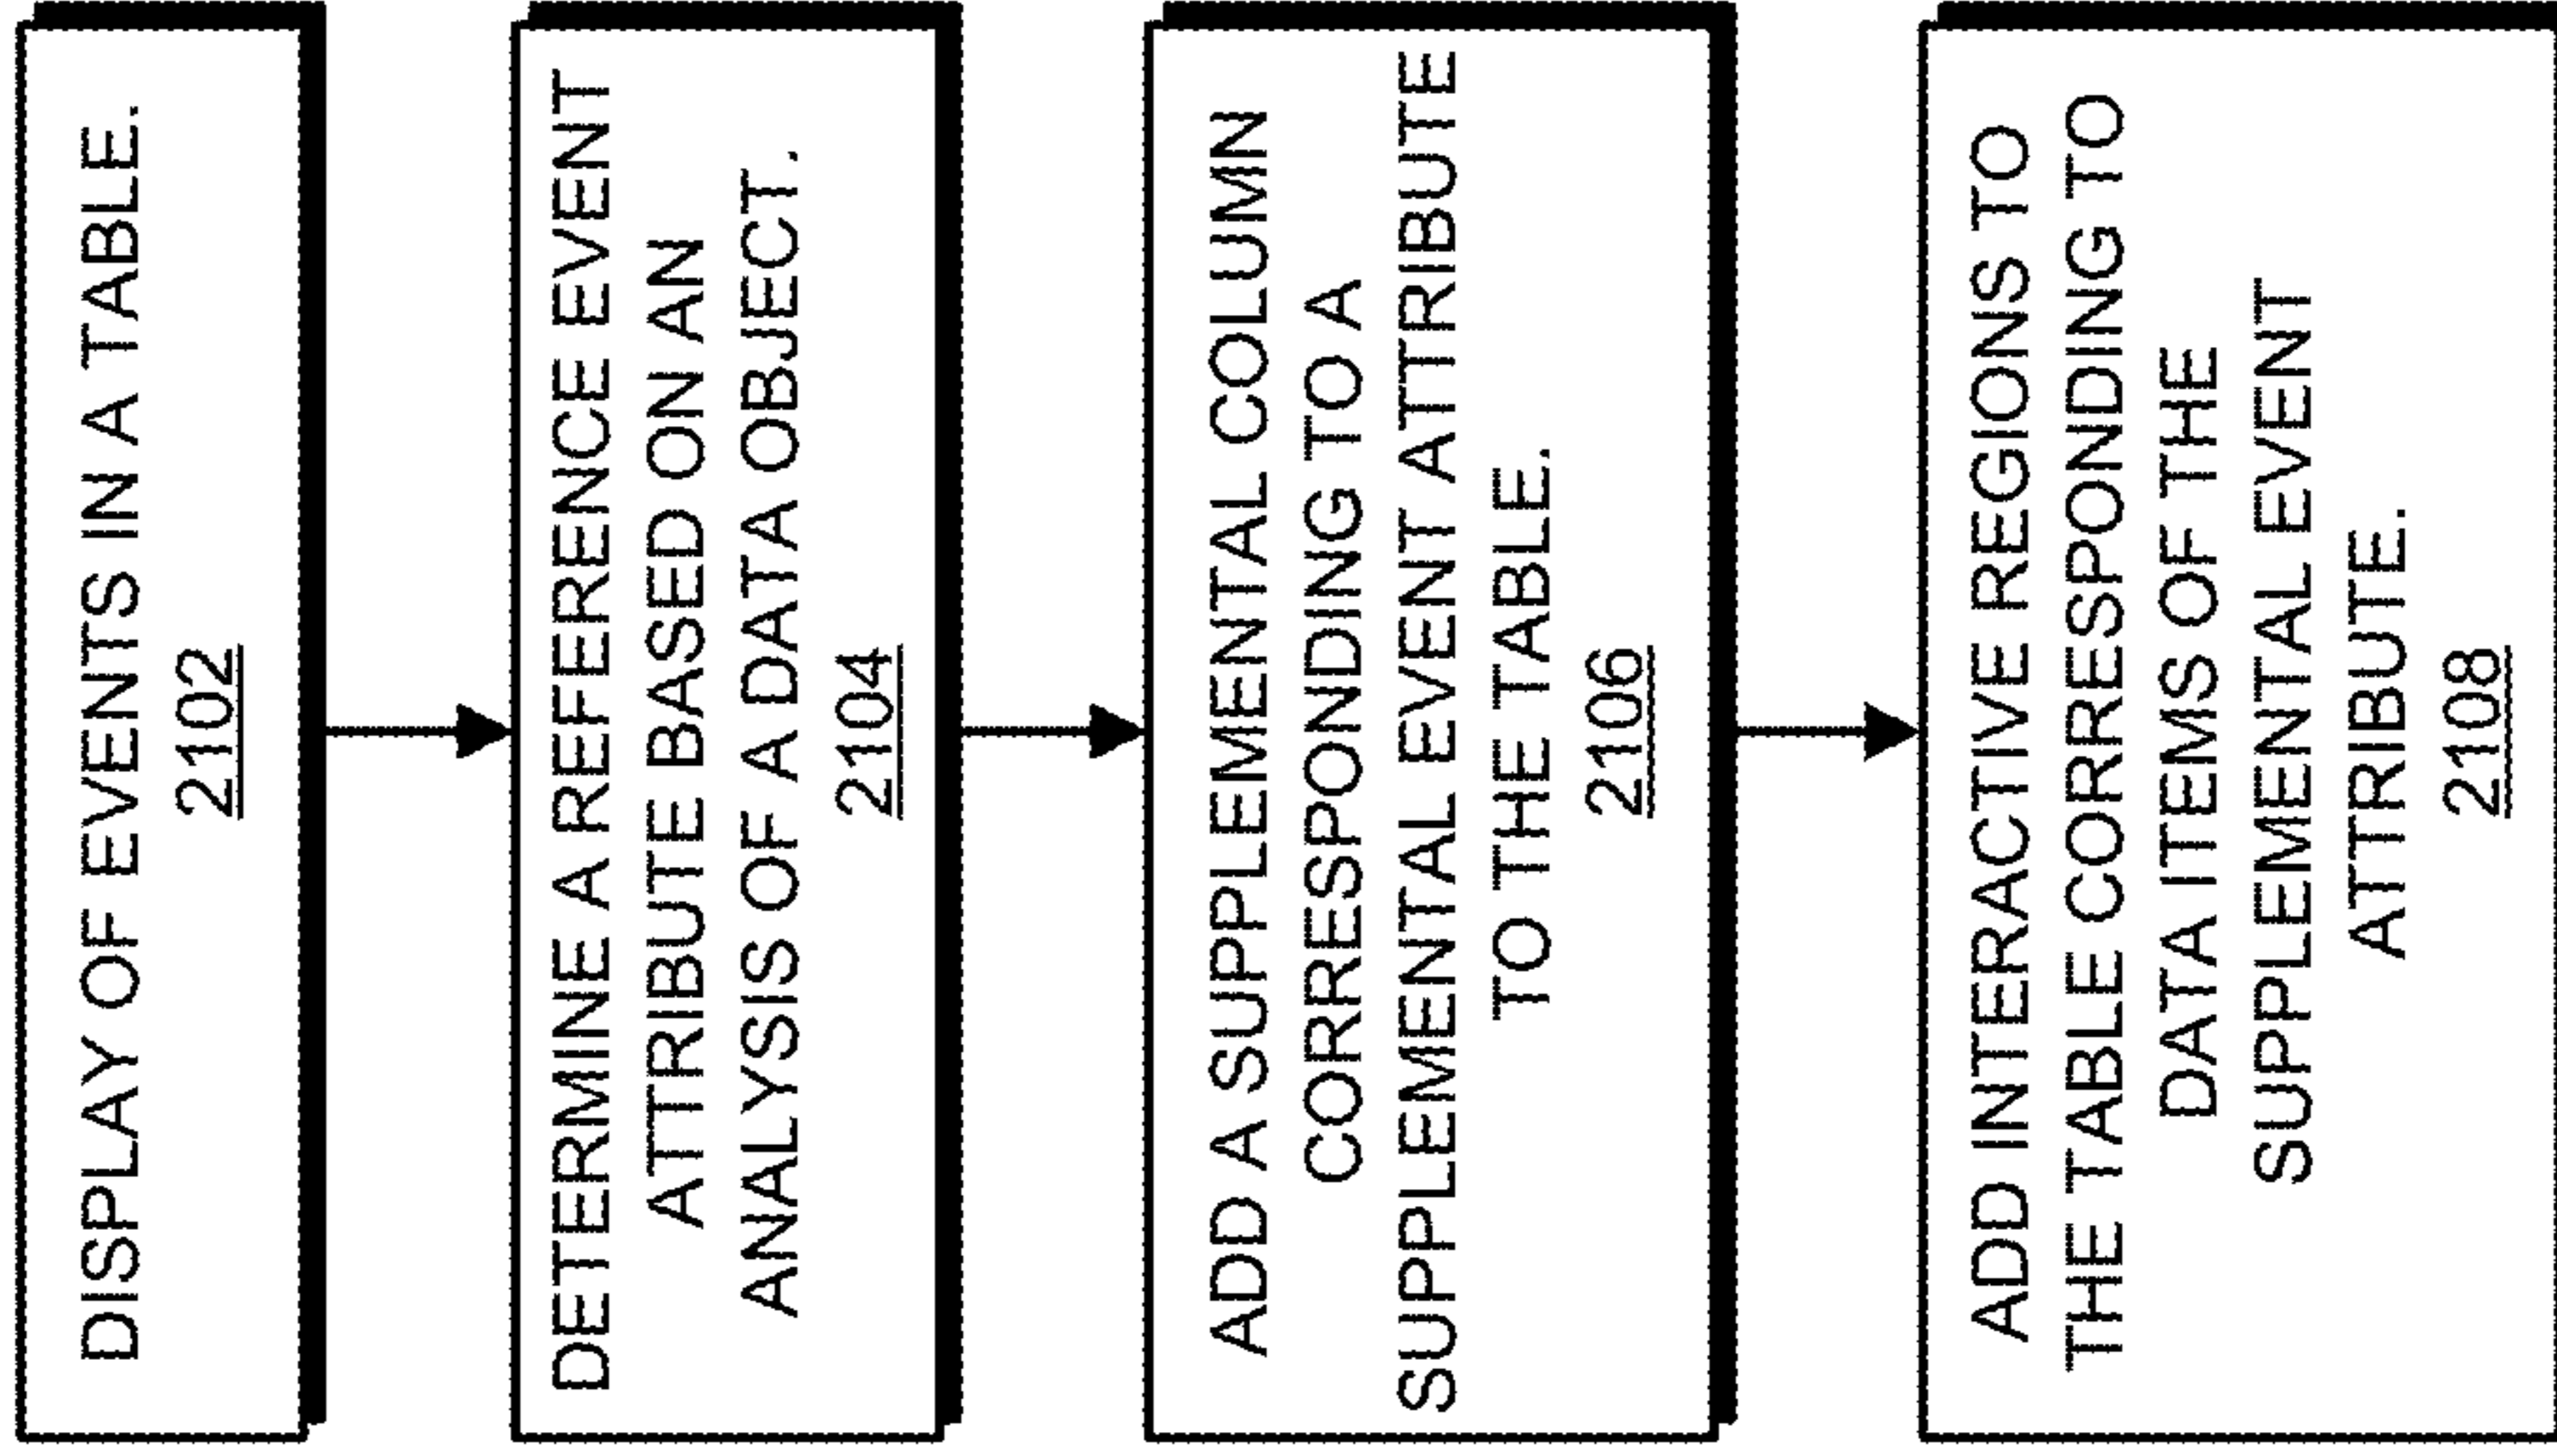 DISPLAY OF EVENTS IN A TABLE.
2102
DETERMINE A REFERENCE EVENT
ATTRIBUTE BASED ON AN
ANALYSIS OF A DATA OBJECT.
2104
ADD A SUPPLEMENTAL COLUMN
CORRESPONDING TO A
SUPPLEMENTAL EVENT ATTRIBUTE
TO THE TABLE.
2106
ADD INTERACTIVE REGIONS TO
THE TABLE CORRESPONDING TO
DATA ITEMS OF THE
SUPPLEMENTAL EVENT
ATTRIBUTE.
2108